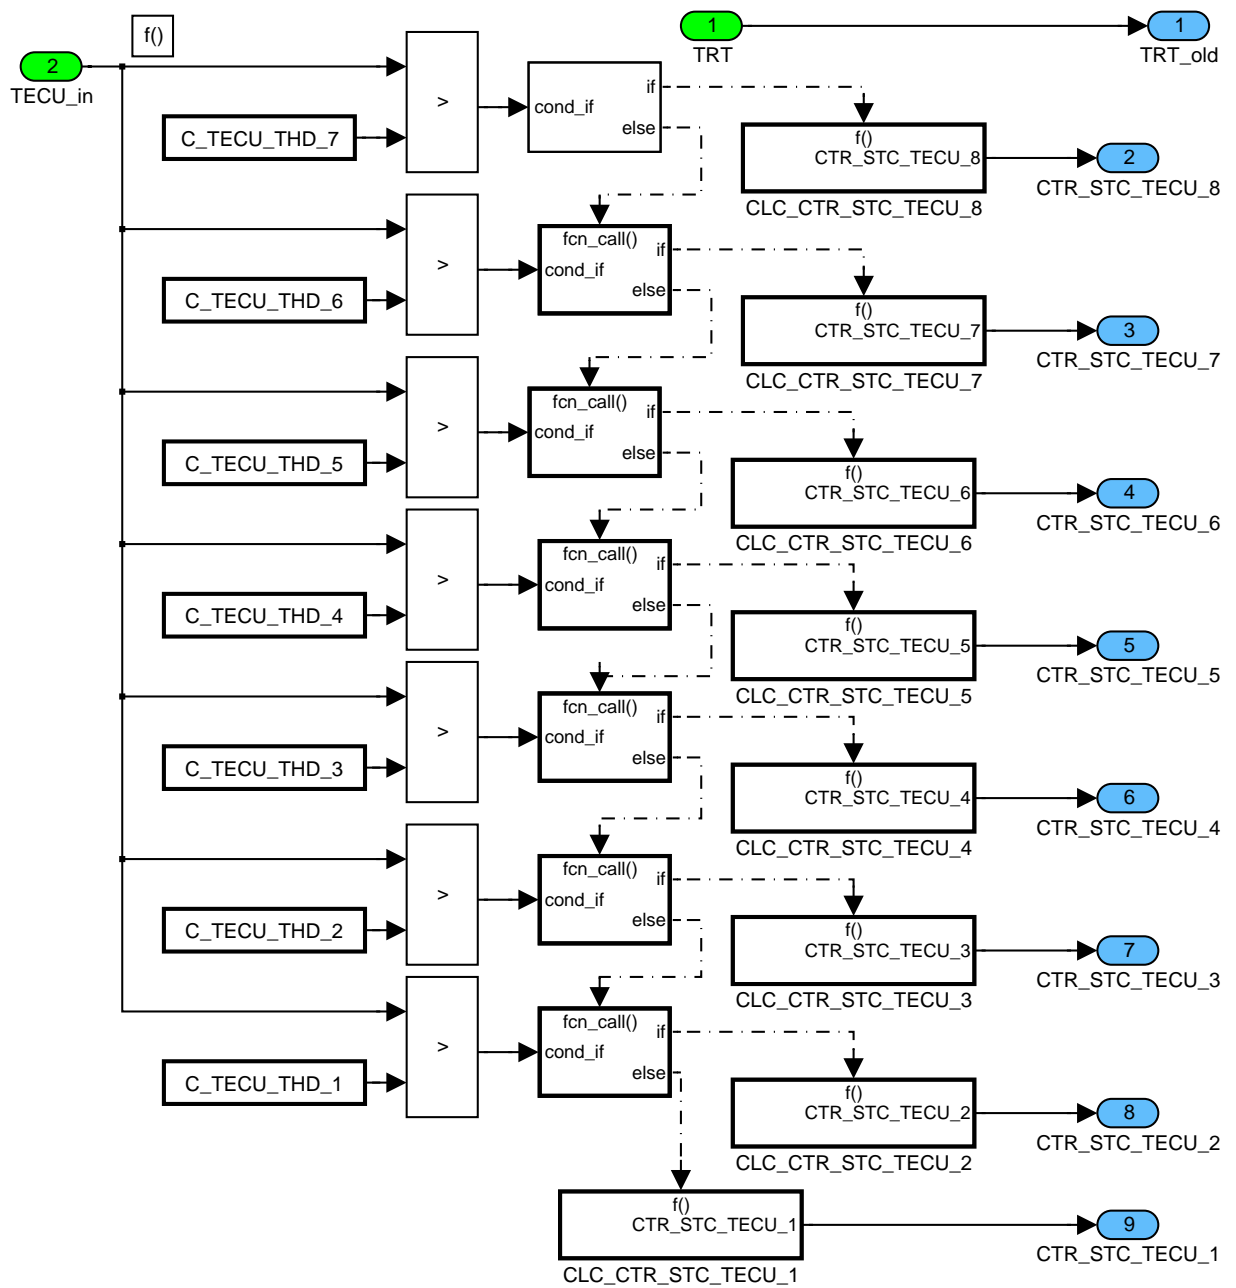 f()
1
TRT
1
TRT_old
2
TECU_in
>
C_TECU_THD_7
cond_if
if
else
f()
CTR_STC_TECU_8
CLC_CTR_STC_TECU_8
2
CTR_STC_TECU_8
>
C_TECU_THD_6
fcn_call()
cond_if
if
else
f()
CTR_STC_TECU_7
CLC_CTR_STC_TECU_7
3
CTR_STC_TECU_7
>
C_TECU_THD_5
fcn_call()
cond_if
if
else
f()
CTR_STC_TECU_6
CLC_CTR_STC_TECU_6
4
CTR_STC_TECU_6
>
C_TECU_THD_4
fcn_call()
cond_if
if
else
f()
CTR_STC_TECU_5
CLC_CTR_STC_TECU_5
5
CTR_STC_TECU_5
>
C_TECU_THD_3
fcn_call()
cond_if
if
else
f()
CTR_STC_TECU_4
CLC_CTR_STC_TECU_4
6
CTR_STC_TECU_4
>
C_TECU_THD_2
fcn_call()
cond_if
if
else
f()
CTR_STC_TECU_3
CLC_CTR_STC_TECU_3
7
CTR_STC_TECU_3
>
C_TECU_THD_1
fcn_call()
cond_if
if
else
f()
CTR_STC_TECU_2
CLC_CTR_STC_TECU_2
8
CTR_STC_TECU_2
f()
CTR_STC_TECU_1
CLC_CTR_STC_TECU_1
9
CTR_STC_TECU_1